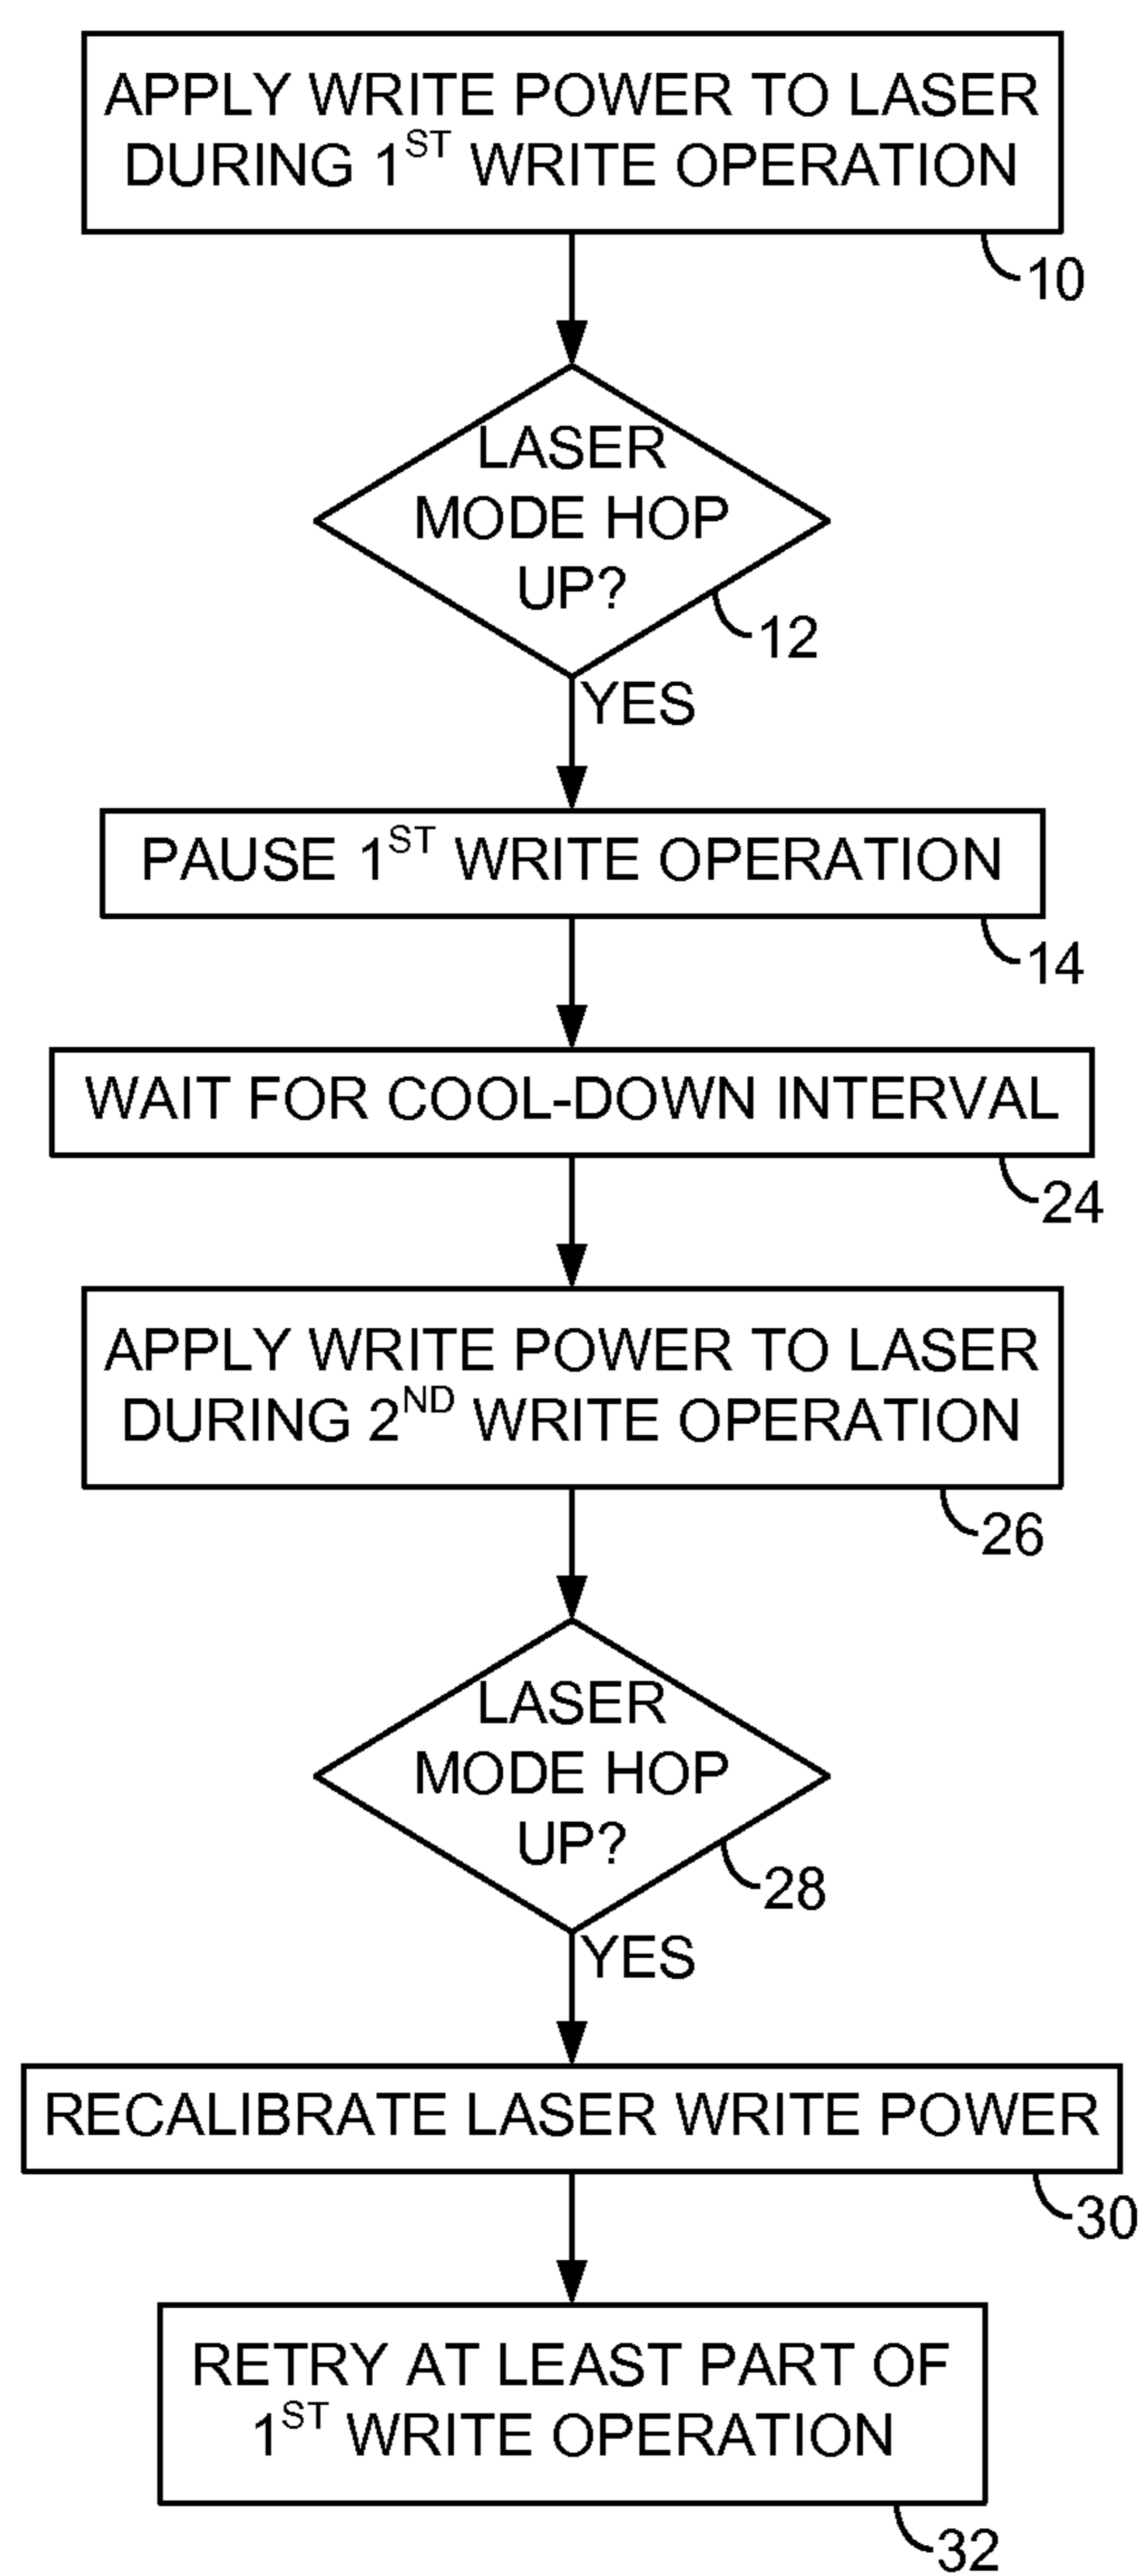 APPLY WRITE POWER TO LASER
DURING 1ST WRITE OPERATION
10
LASER
MODE HOP
UP?
12
YES
PAUSE 1ST WRITE OPERATION
14
WAIT FOR COOL-DOWN INTERVAL
24
APPLY WRITE POWER TO LASER
DURING 2ND WRITE OPERATION
26
LASER
MODE HOP
UP?
28
YES
RECALIBRATE LASER WRITE POWER
30
RETRY AT LEAST PART OF
1ST WRITE OPERATION
32